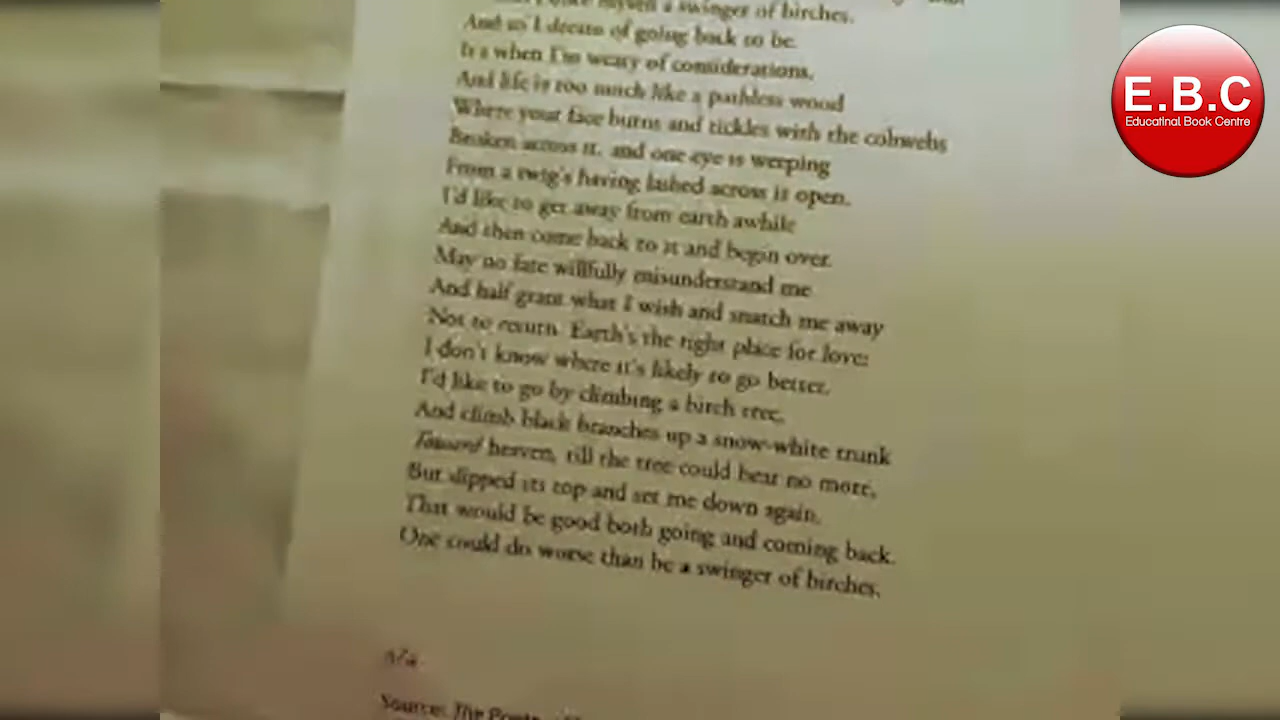 a swinger of birches.
And so I dream of going back to be.
It s when I'm weary of considerations,
And life is too much like a pathless wood
Where your face burns and tickles with the cobwebs
Broken across it, and one eye is weeping
From a twig's having lashed across it open.
I'd like to get away from earth awhile
And then come back to it and begin over.
May no fate willfully misunderstand me
And half grant what I wish and snatch me away
Not to return. Earth's the right place for love:
I don't know where it's likely to go better.
I'd like to go by climbing a birch tree,
And climb black branches up a snow-white trunk
Toward heaven, till the tree could bear no more,
But dipped its top and set me down again.
That would be good both going and coming back.
One could do worse than be a swinger of birches.
n/a
Source: The
E.B.C
Educatinal Book Centre